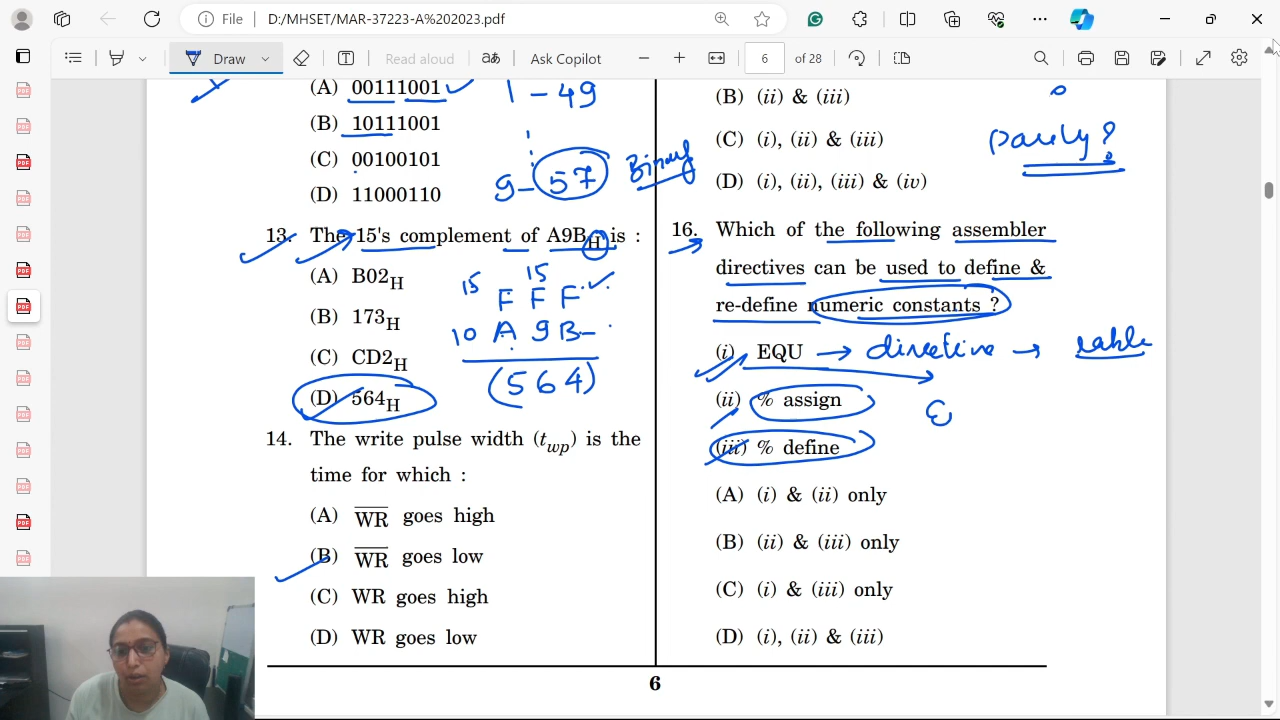 File D:/MHSET/MAR-37223-A%202023.pdf
Draw Read aloud Ask Copilot 6 of 28
(A) 00111001
(B) 10111001
(C) 00100101
(D) 11000110
1 - 49
9 - 57 Binary
13. The 15's complement of A9BH is :
(A) B02H
(B) 173H
(C) CD2H
(D) 564H
15 15
F F F
10 A 9 B
(564)
14. The write pulse width (twp) is the
time for which :
(A) WR goes high
(B) WR goes low
(C) WR goes high
(D) WR goes low
(B) (ii) & (iii)
(C) (i), (ii) & (iii)
(D) (i), (ii), (iii) & (iv)
16. Which of the following assembler
directives can be used to define &
re-define numeric constants ?
(i) EQU → directive →
(ii) % assign
(iii) % define
(A) (i) & (ii) only
(B) (ii) & (iii) only
(C) (i) & (iii) only
(D) (i), (ii) & (iii)
6